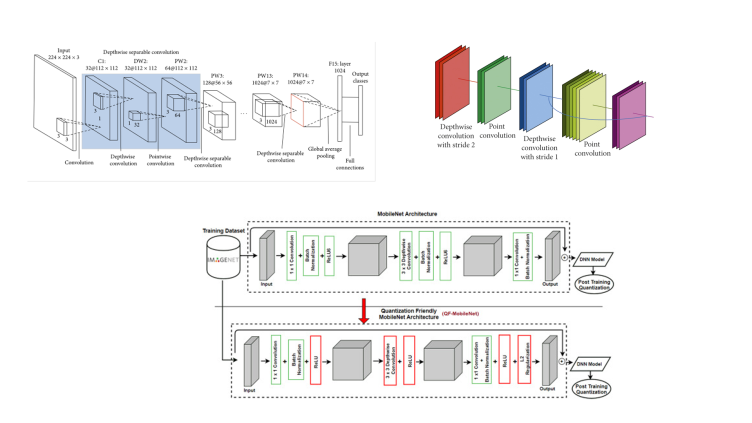 Input
224 × 224 × 3
Depthwise separable convolution
C1:
32@112 × 112
DW2:
32@112 × 112
PW2:
64@112 × 112
PW3:
128@56 × 56
PW13:
1024@7 × 7
PW14:
1024@7 × 7
F15: layer
1024
Output
classes
3
3
3
1
1
32
3
64
3
128
...
3
1024
Convolution
Depthwise
convolution
Pointwise
convolution
Depthwise separable
convolution
Depthwise separable
convolution
Global average
pooling
Full
connections
Depthwise
convolution
with stride 2
Point
convolution
Depthwise
convolution
with stride 1
Point
convolution
MobileNet Architecture
Training Dataset
IMAGENET
Input
1 x 1 Convolution
+
Batch
Normalization
+
ReLU6
3 x 3 Depthwise
Convolution
+
Batch
Normalization
+
ReLU6
1x1 Convolution
+
Batch Normalization
Output
DNN Model
Post Training
Quantization
Quantization Friendly
MobileNet Architecture
(QF-MobileNet)
Input
1 x 1 Convolution
+
Batch
Normalization
+
ReLU
3 x 3 Depthwise
Convolution
+
ReLU
1x1 Convolution
+
Batch Normalization
+
ReLU
+
L2
Regularization
Output
DNN Model
Post Training
Quantization